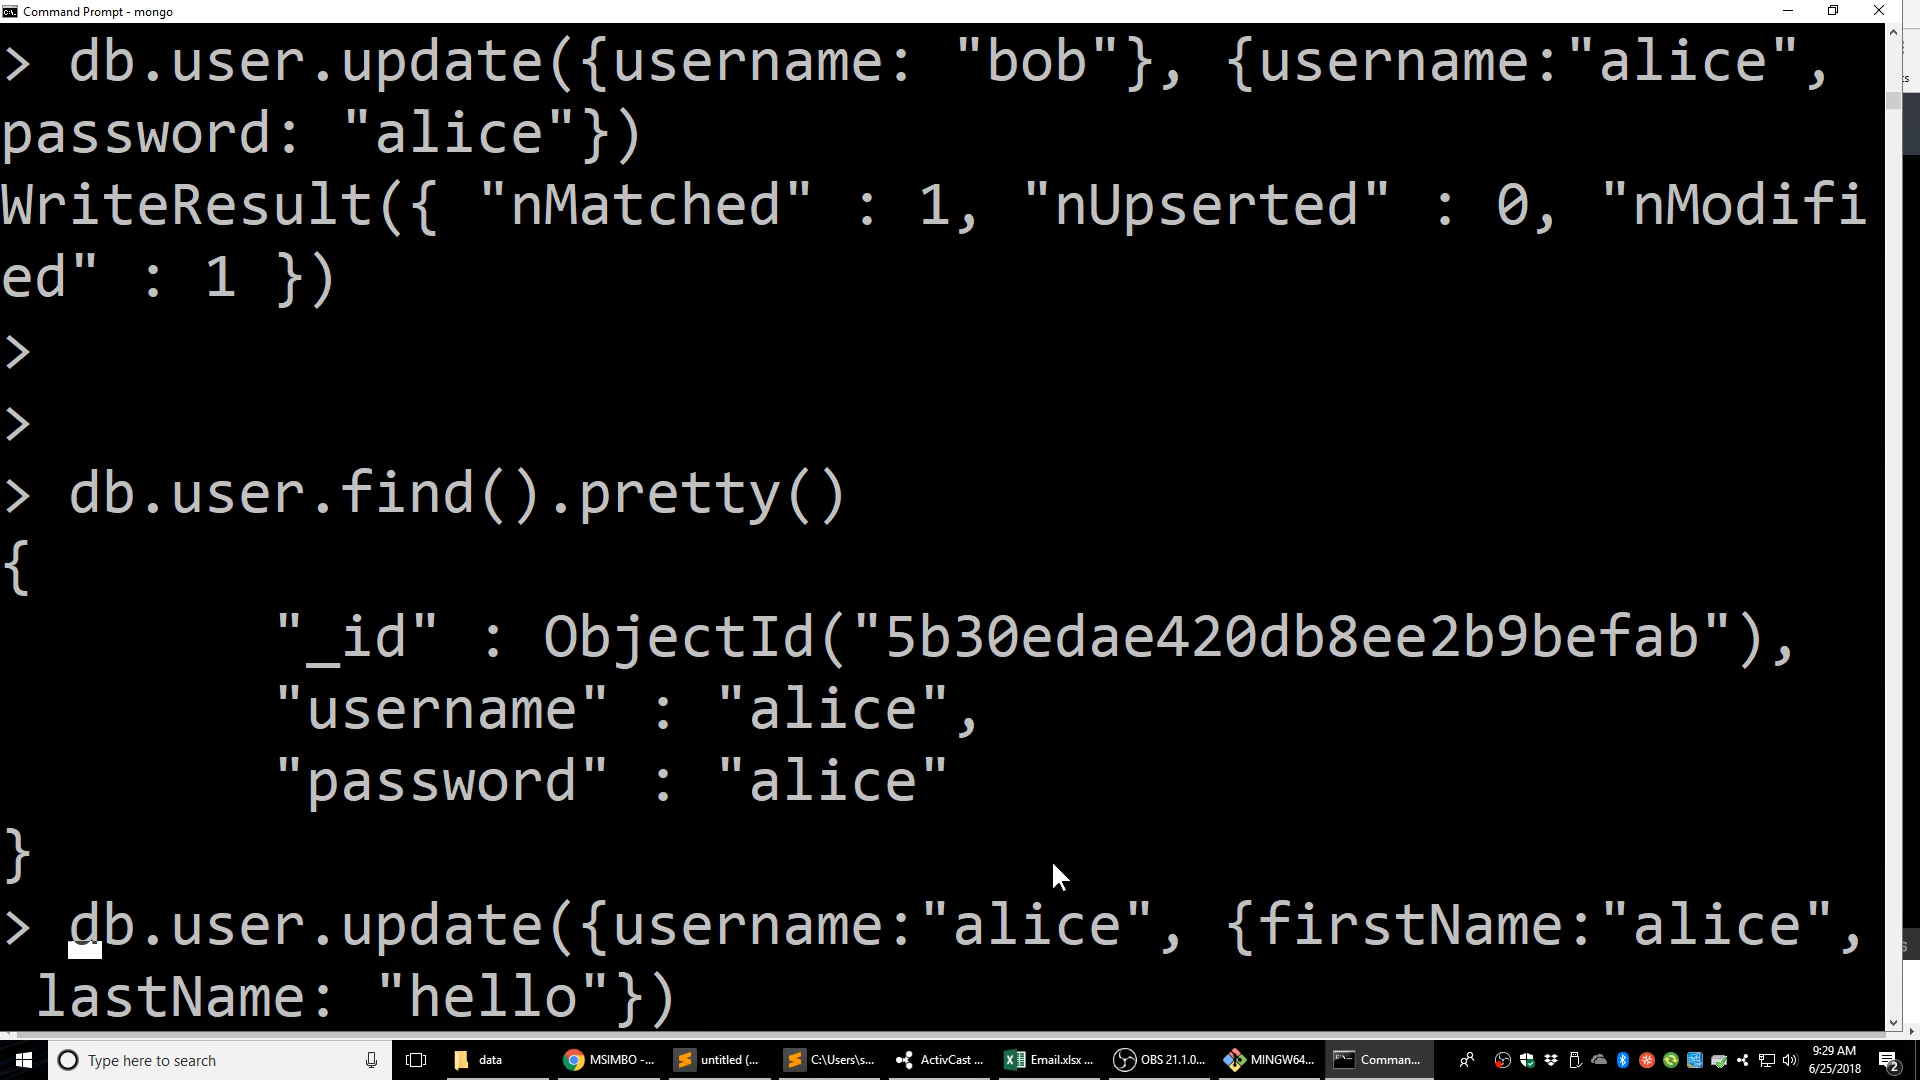 Command Prompt - mongo
> db.user.update({username: "bob"}, {username:"alice",
password: "alice"})
WriteResult({ "nMatched" : 1, "nUpserted" : 0, "nModifi
ed" : 1 })
>
>
> db.user.find().pretty()
{
"_id" : ObjectId("5b30edae420db8ee2b9befab"),
"username" : "alice",
"password" : "alice"
}
> db.user.update({username:"alice", {firstName:"alice",
lastName: "hello"})
Type here to search
data
MSIMBO -...
untitled (...
C:\Users\s...
ActivCast ...
Email.xlsx ...
OBS 21.1.0...
MINGW64...
Comman...
9:29 AM
6/25/2018
2